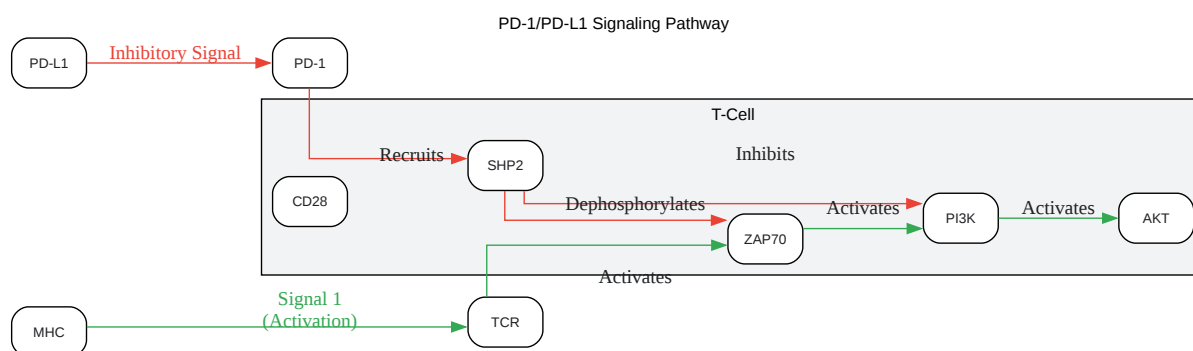 PD-1/PD-L1 Signaling Pathway
PD-L1
Inhibitory Signal
PD-1
T-Cell
Recruits
SHP2
Inhibits
CD28
Dephosphorylates
Activates
PI3K
Activates
AKT
ZAP70
Activates
Signal 1
(Activation)
MHC
TCR